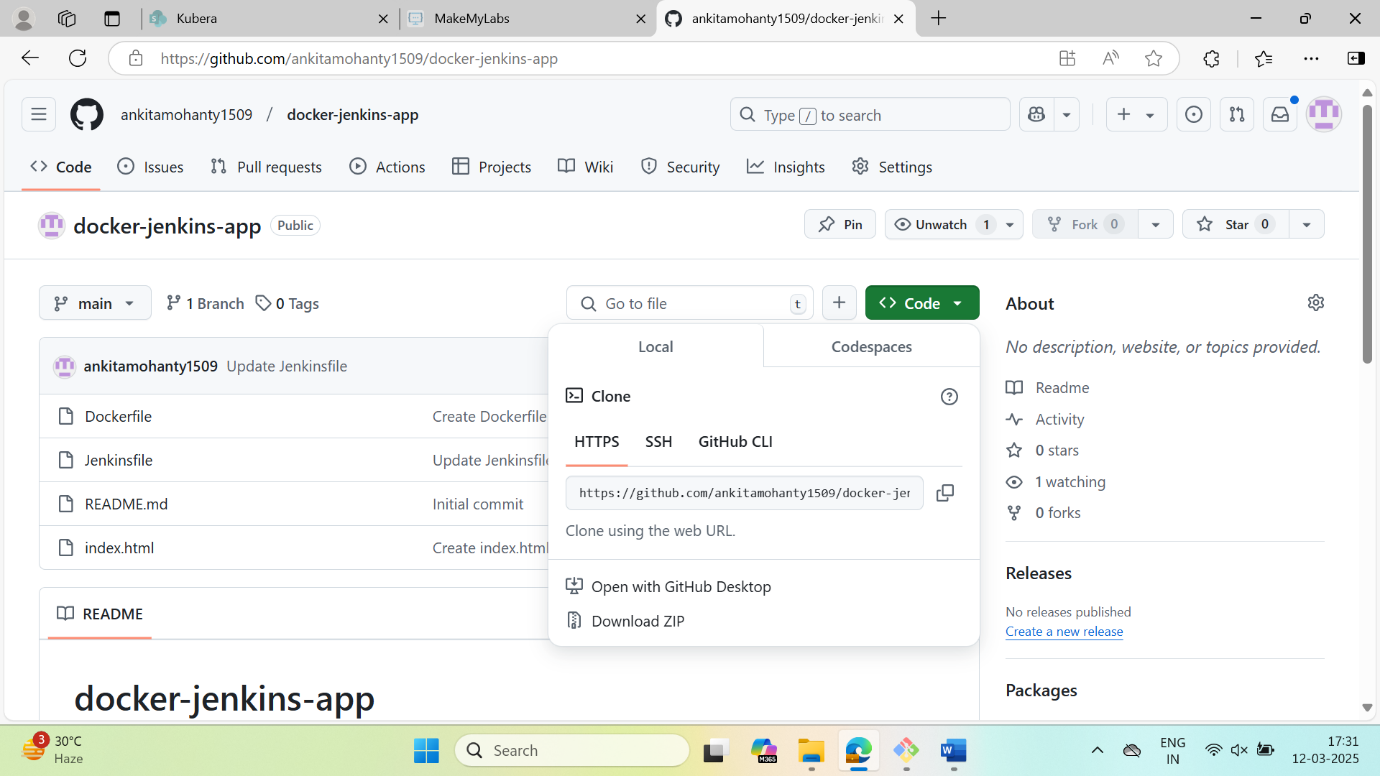 Kubera
MakeMyLabs
ankitamohanty1509/docker-jenkin
https://github.com/ankitamohanty1509/docker-jenkins-app
ankitamohanty1509 / docker-jenkins-app
Type / to search
Code
Issues
Pull requests
Actions
Projects
Wiki
Security
Insights
Settings
docker-jenkins-app
Public
Pin
Unwatch 1
Fork 0
Star 0
main
1 Branch
0 Tags
Go to file
t
Code
About
No description, website, or topics provided.
Readme
Activity
0 stars
1 watching
0 forks
Releases
No releases published
Create a new release
Packages
ankitamohanty1509 Update Jenkinsfile
Dockerfile Create Dockerfile
Jenkinsfile Update Jenkinsfile
README.md Initial commit
index.html Create index.html
Local
Codespaces
Clone
HTTPS
SSH
GitHub CLI
https://github.com/ankitamohanty1509/docker-jen
Clone using the web URL.
Open with GitHub Desktop
Download ZIP
README
docker-jenkins-app
3
30°C
Haze
Search
M365
ENG
IN
17:31
12-03-2025